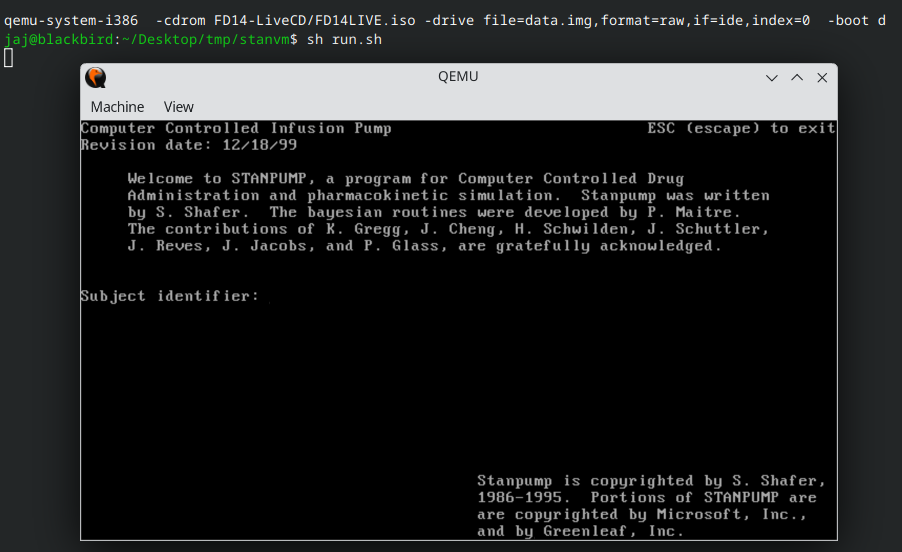 qemu-system-i386  -cdrom FD14-LiveCD/FD14LIVE.iso -drive file=data.img,format=raw,if=ide,index=0  -boot d
jaj@blackbird:~/Desktop/tmp/stanvm$ sh run.sh
QEMU
Machine View
Computer Controlled Infusion Pump ESC (escape) to exit
Revision date: 12/18/99
Welcome to STANPUMP, a program for Computer Controlled Drug
Administration and pharmacokinetic simulation.  Stanpump was written
by S. Shafer.  The bayesian routines were developed by P. Maitre.
The contributions of K. Gregg, J. Cheng, H. Schwilden, J. Schuttler,
J. Reves, J. Jacobs, and P. Glass, are gratefully acknowledged.
Subject identifier:
Stanpump is copyrighted by S. Shafer,
1986-1995.  Portions of STANPUMP are
are copyrighted by Microsoft, Inc.,
and by Greenleaf, Inc.